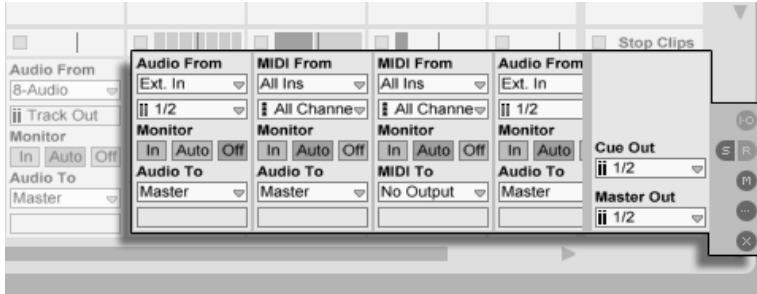 Stop Clips
Audio From
8-Audio
Track Out
Monitor
In Auto Off
Audio To
Master
Audio From
Ext. In
1/2
Monitor
In Auto Off
Audio To
Master
MIDI From
All Ins
All Channe
Monitor
In Auto Off
Audio To
Master
MIDI From
All Ins
All Channe
Monitor
In Auto Off
MIDI To
No Output
Audio From
Ext. In
1/2
Monitor
In Auto
Audio To
Master
Cue Out
1/2
Master Out
1/2
I-O
S R
M
...
X